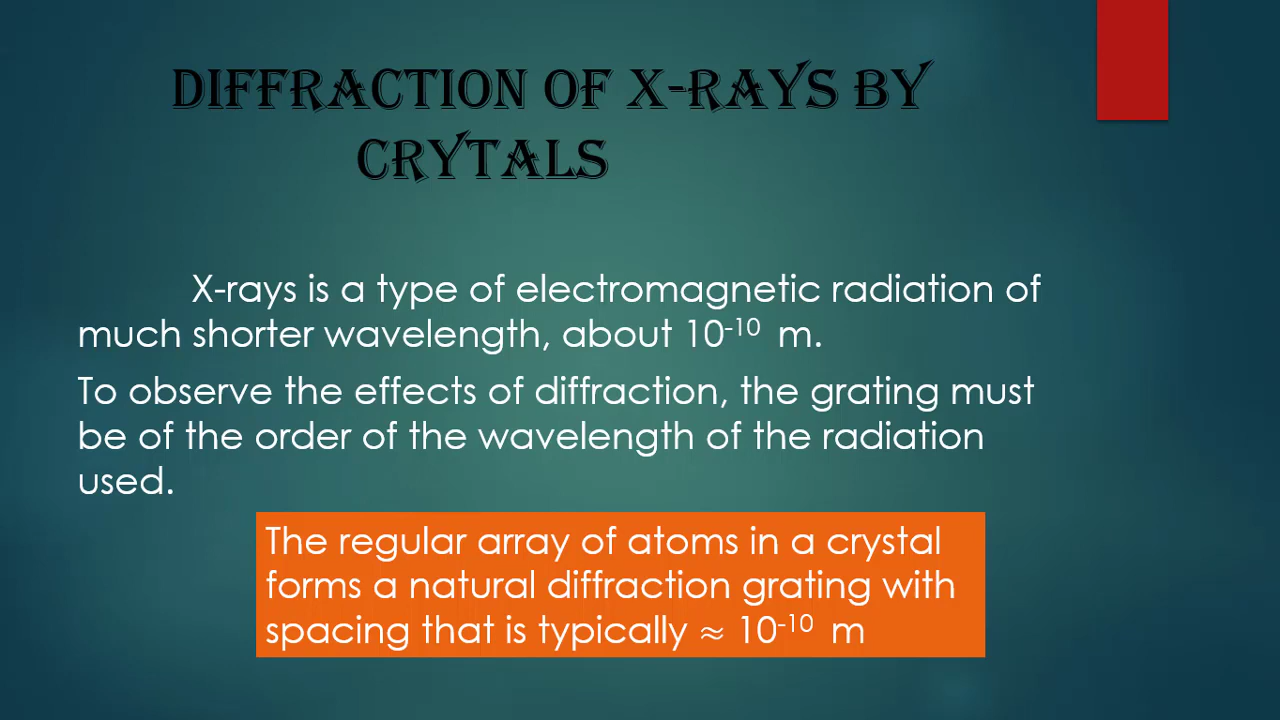 DIFFRACTION OF X-RAYS BY
CRYTALS
X-rays is a type of electromagnetic radiation of
much shorter wavelength, about 10⁻¹⁰ m.
To observe the effects of diffraction, the grating must
be of the order of the wavelength of the radiation
used.
The regular array of atoms in a crystal
forms a natural diffraction grating with
spacing that is typically ≈ 10⁻¹⁰ m